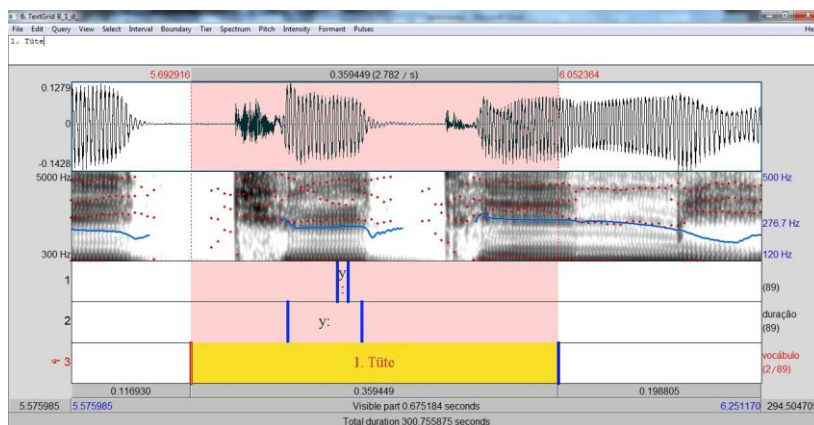 6. TextGrid B_1_d_
File Edit Query View Select Interval Boundary Tier Spectrum Pitch Intensity Formant Pulses He
1. Tüte
5.692916 0.359449 (2.782 / s) 6.052364
0.1279
0
-0.1428
5000 Hz 500 Hz
276.7 Hz
300 Hz 120 Hz
1 y: (89)
2 y: duração (89)
3 1. Tüte vocábulo (2/89)
0.116930 0.359449 0.198805
5.575985 5.575985 Visible part 0.675184 seconds 6.251170 294.504705
Total duration 300.755875 seconds